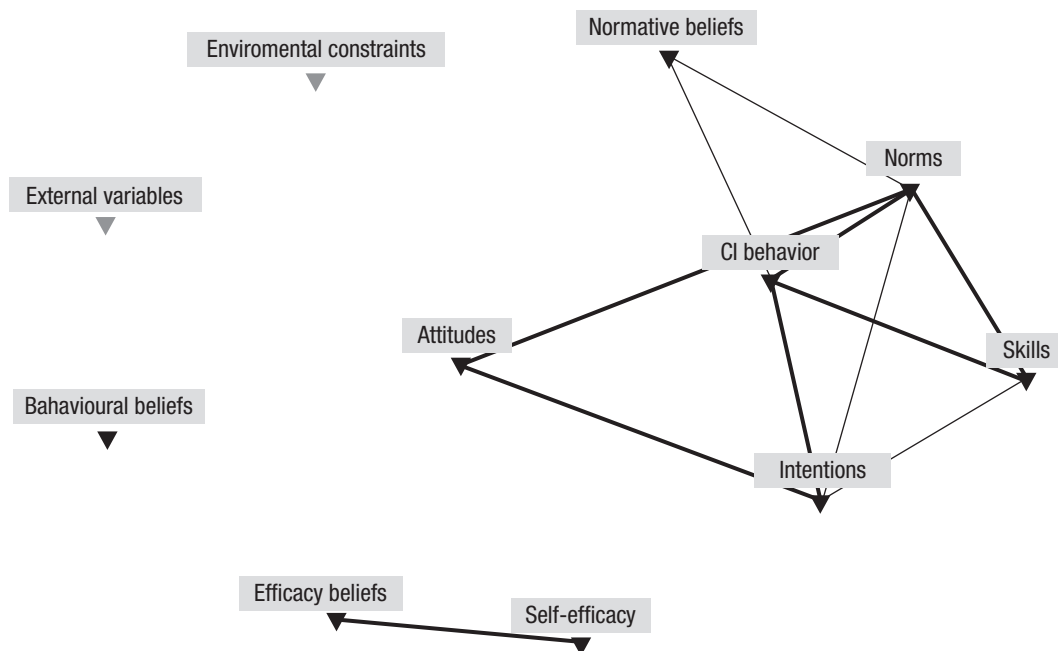 Normative beliefs
Enviromental constraints
Norms
External variables
CI behavior
Attitudes
Skills
Bahavioural beliefs
Intentions
Efficacy beliefs
Self-efficacy